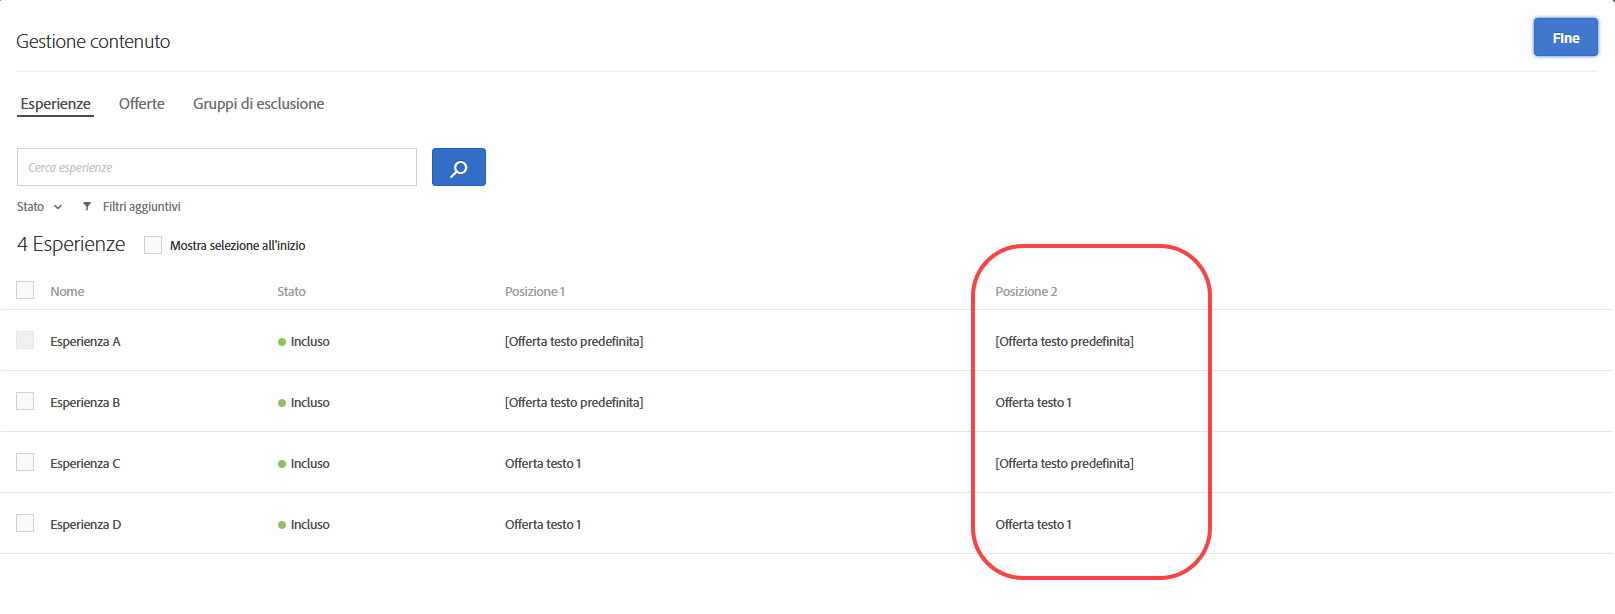 Gestione contenuto
Fine
Esperienze Offerte Gruppi di esclusione
Cerca esperienze
Stato Filtri aggiuntivi
4 Esperienze Mostra selezione all'inizio
Nome Stato Posizione 1 Posizione 2
Esperienza A Incluso [Offerta testo predefinita] [Offerta testo predefinita]
Esperienza B Incluso [Offerta testo predefinita] Offerta testo 1
Esperienza C Incluso Offerta testo 1 [Offerta testo predefinita]
Esperienza D Incluso Offerta testo 1 Offerta testo 1